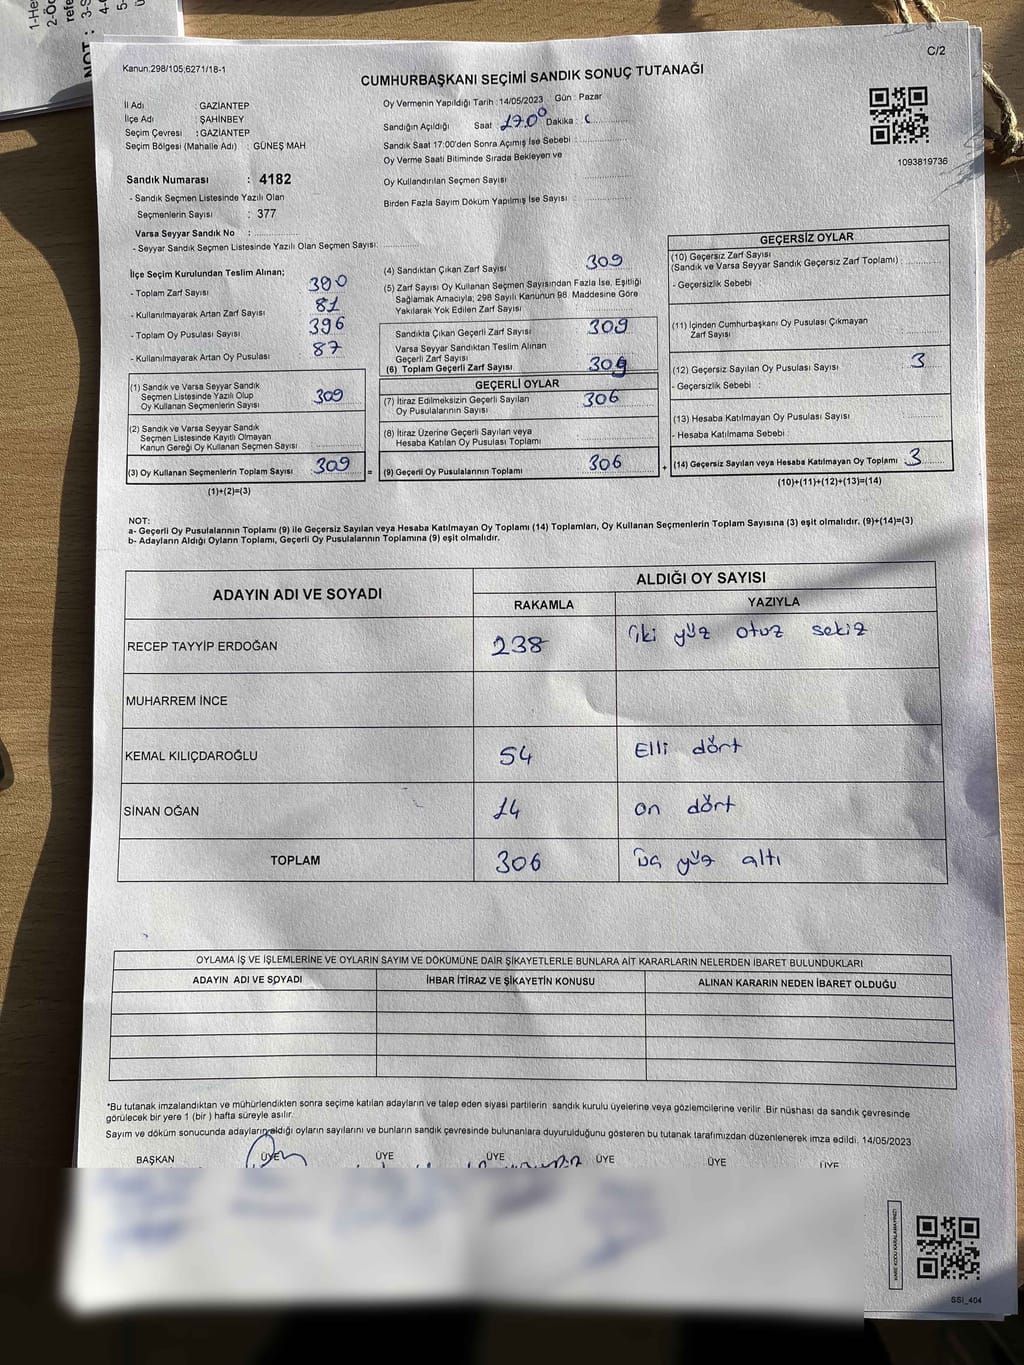 1-He
2-Öğ
refe
NOT : 3-S
4-
5-
C/2
Kanun:298/105;6271/18-1
CUMHURBAŞKANI SEÇİMİ SANDIK SONUÇ TUTANAĞI
İl Adı : GAZİANTEP
İlçe Adı : ŞAHİNBEY
Seçim Çevresi : GAZİANTEP
Seçim Bölgesi (Mahalle Adı) : GÜNEŞ MAH
Sandık Numarası : 4182
- Sandık Seçmen Listesinde Yazılı Olan
Seçmenlerin Sayısı : 377
Varsa Seyyar Sandık No :
- Seyyar Sandık Seçmen Listesinde Yazılı Olan Seçmen Sayısı:
Oy Vermenin Yapıldığı Tarih : 14/05/2023 Gün : Pazar
Sandığın Açıldığı Saat 17.00 Dakika :
Sandık Saat 17:00'den Sonra Açımış İse Sebebi :
Oy Verme Saati Bitiminde Sırada Bekleyen ve
Oy Kullandırılan Seçmen Sayısı :
Birden Fazla Sayım Döküm Yapılmış İse Sayısı :
1093819736
İlçe Seçim Kurulundan Teslim Alınan;
- Toplam Zarf Sayısı 390
- Kullanılmayarak Artan Zarf Sayısı 81
- Toplam Oy Pusulası Sayısı 396
- Kullanılmayarak Artan Oy Pusulası 87
(1) Sandık ve Varsa Seyyar Sandık
Seçmen Listesinde Yazılı Olup
Oy Kullanan Seçmenlerin Sayısı 309
(2) Sandık ve Varsa Seyyar Sandık
Seçmen Listesinde Kayıtlı Olmayan
Kanun Gereği Oy Kullanan Seçmen Sayısı
(3) Oy Kullanan Seçmenlerin Toplam Sayısı 309 =
(1)+(2)=(3)
(4) Sandıktan Çıkan Zarf Sayısı 309
(5) Zarf Sayısı Oy Kullanan Seçmen Sayısından Fazla İse, Eşitliği
Sağlamak Amacıyla; 298 Sayılı Kanunun 98. Maddesine Göre
Yakılarak Yok Edilen Zarf Sayısı :
Sandıkta Çıkan Geçerli Zarf Sayısı 309
Varsa Seyyar Sandıktan Teslim Alınan
Geçerli Zarf Sayısı
(6) Toplam Geçerli Zarf Sayısı 309
GEÇERLİ OYLAR
(7) İtiraz Edilmeksizin Geçerli Sayılan
Oy Pusulalarının Sayısı 306
(8) İtiraz Üzerine Geçerli Sayılan veya
Hesaba Katılan Oy Pusulası Toplamı
(9) Geçerli Oy Pusulalarının Toplamı 306 +
GEÇERSİZ OYLAR
(10) Geçersiz Zarf Sayısı
(Sandık ve Varsa Seyyar Sandık Geçersiz Zarf Toplamı) :
- Geçersizlik Sebebi :
(11) İçinden Cumhurbaşkanı Oy Pusulası Çıkmayan
Zarf Sayısı
(12) Geçersiz Sayılan Oy Pusulası Sayısı : 3
- Geçersizlik Sebebi :
(13) Hesaba Katılmayan Oy Pusulası Sayısı
- Hesaba Katılmama Sebebi :
(14) Geçersiz Sayılan veya Hesaba Katılmayan Oy Toplamı 3
(10)+(11)+(12)+(13)=(14)
NOT:
a- Geçerli Oy Pusulalarının Toplamı (9) ile Geçersiz Sayılan veya Hesaba Katılmayan Oy Toplamı (14) Toplamları, Oy Kullanan Seçmenlerin Toplam Sayısına (3) eşit olmalıdır. (9)+(14)=(3)
b- Adayların Aldığı Oyların Toplamı, Geçerli Oy Pusulalarının Toplamına (9) eşit olmalıdır.
ADAYIN ADI VE SOYADI ALDIĞI OY SAYISI
RAKAMLA YAZIYLA
RECEP TAYYİP ERDOĞAN 238 iki yüz otuz sekiz
MUHARREM İNCE
KEMAL KILIÇDAROĞLU 54 Elli dört
SİNAN OĞAN 14 on dört
TOPLAM 306 üç yüz altı
OYLAMA İŞ VE İŞLEMLERİNE VE OYLARIN SAYIM VE DÖKÜMÜNE DAİR ŞİKAYETLERLE BUNLARA AİT KARARLARIN NELERDEN İBARET BULUNDUKLARI
ADAYIN ADI VE SOYADI İHBAR İTİRAZ VE ŞİKAYETİN KONUSU ALINAN KARARIN NEDEN İBARET OLDUĞU
*Bu tutanak imzalandıktan ve mühürlendikten sonra seçime katılan adayların ve talep eden siyasi partilerin sandık kurulu üyelerine veya gözlemcilerine verilir .Bir nüshası da sandık çevresinde
görülecek bir yere 1 (bir ) hafta süreyle asılır.
Sayım ve döküm sonucunda adayların aldığı oyların sayılarını ve bunların sandık çevresinde bulunanlara duyurulduğunu gösteren bu tutanak tarafımızdan düzenlenerek imza edildi. 14/05/2023
BAŞKAN ÜYE ÜYE ÜYE ÜYE ÜYE ÜYE
KARE KODU KARALAMAYINIZ!
SSI_404